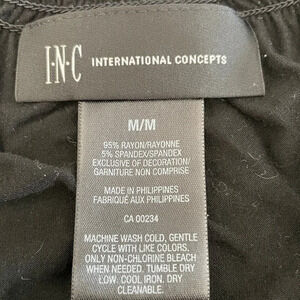 I·N·C INTERNATIONAL CONCEPTS
M/M
95% RAYON/RAYONNE
5% SPANDEX/SPANDEX
EXCLUSIVE OF DECORATION/
GARNITURE NON COMPRISE
MADE IN PHILIPPINES
FABRIQUÉ AUX PHILIPPINES
CA 00234
MACHINE WASH COLD, GENTLE
CYCLE WITH LIKE COLORS.
ONLY NON-CHLORINE BLEACH
WHEN NEEDED. TUMBLE DRY
LOW. COOL IRON. DRY
CLEANABLE.